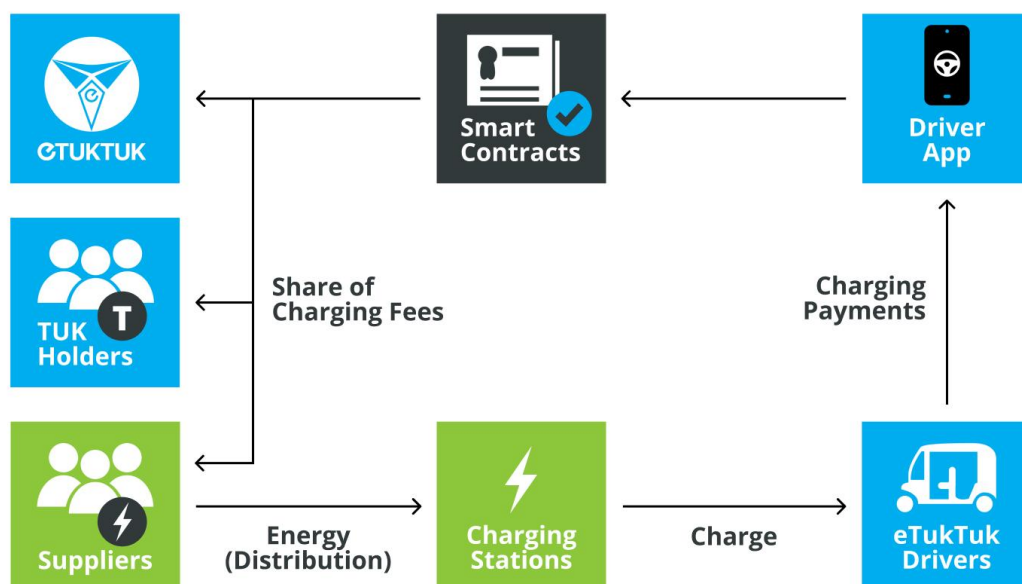 eTUKTUK
Smart
Contracts
Driver
App
TUK
Holders
T
Share of
Charging Fees
Charging
Payments
Suppliers
Energy
(Distribution)
Charging
Stations
Charge
eTukTuk
Drivers